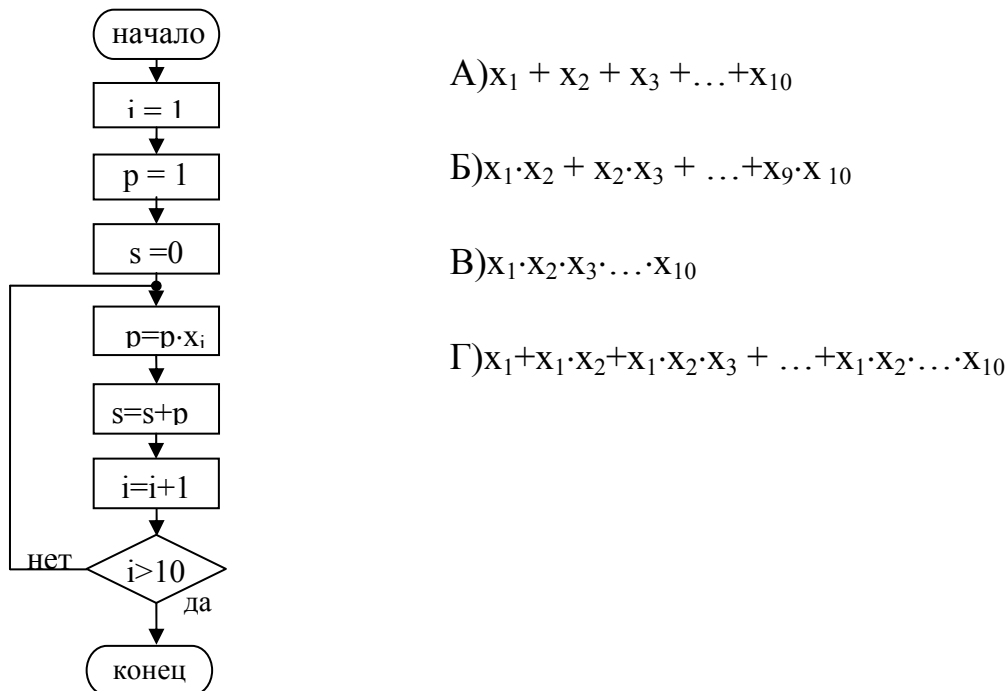 начало
i = 1
p = 1
s =0
p=p·xᵢ
s=s+p
i=i+1
нет
i>10
да
конец
А)x₁ + x₂ + x₃ +…+x₁₀
Б)x₁·x₂ + x₂·x₃ + …+x₉·x ₁₀
В)x₁·x₂·x₃·…·x₁₀
Г)x₁+x₁·x₂+x₁·x₂·x₃ + …+x₁·x₂·…·x₁₀